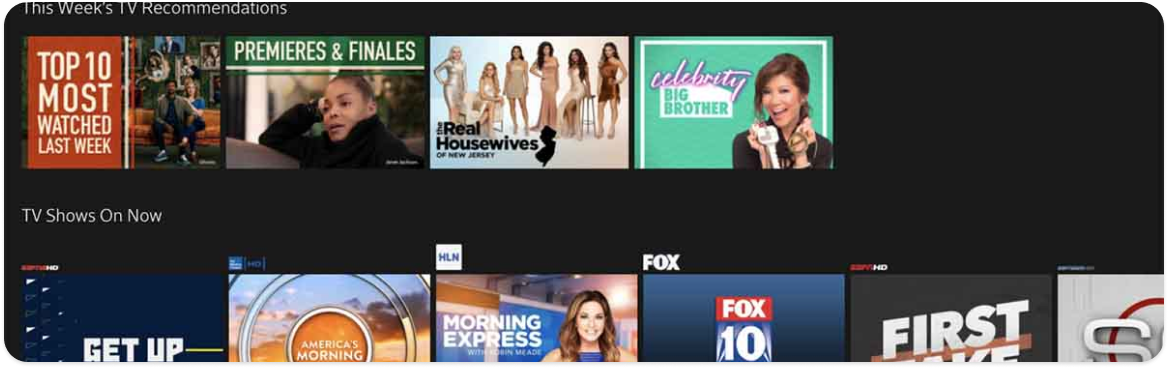 This Week's TV Recommendations
TOP 10
MOST
WATCHED
LAST WEEK
PREMIERES & FINALES
Janet Jackson
the Real
Housewives
OF NEW JERSEY
celebrity
BIG
BROTHER
TV Shows On Now
ESPN HD
HD
HLN
FOX
ESPN HD
GET UP
AMERICA'S
MORNING
MORNING
EXPRESS
WITH ROBIN MEADE
FOX
10
FIRST
TAKE
S